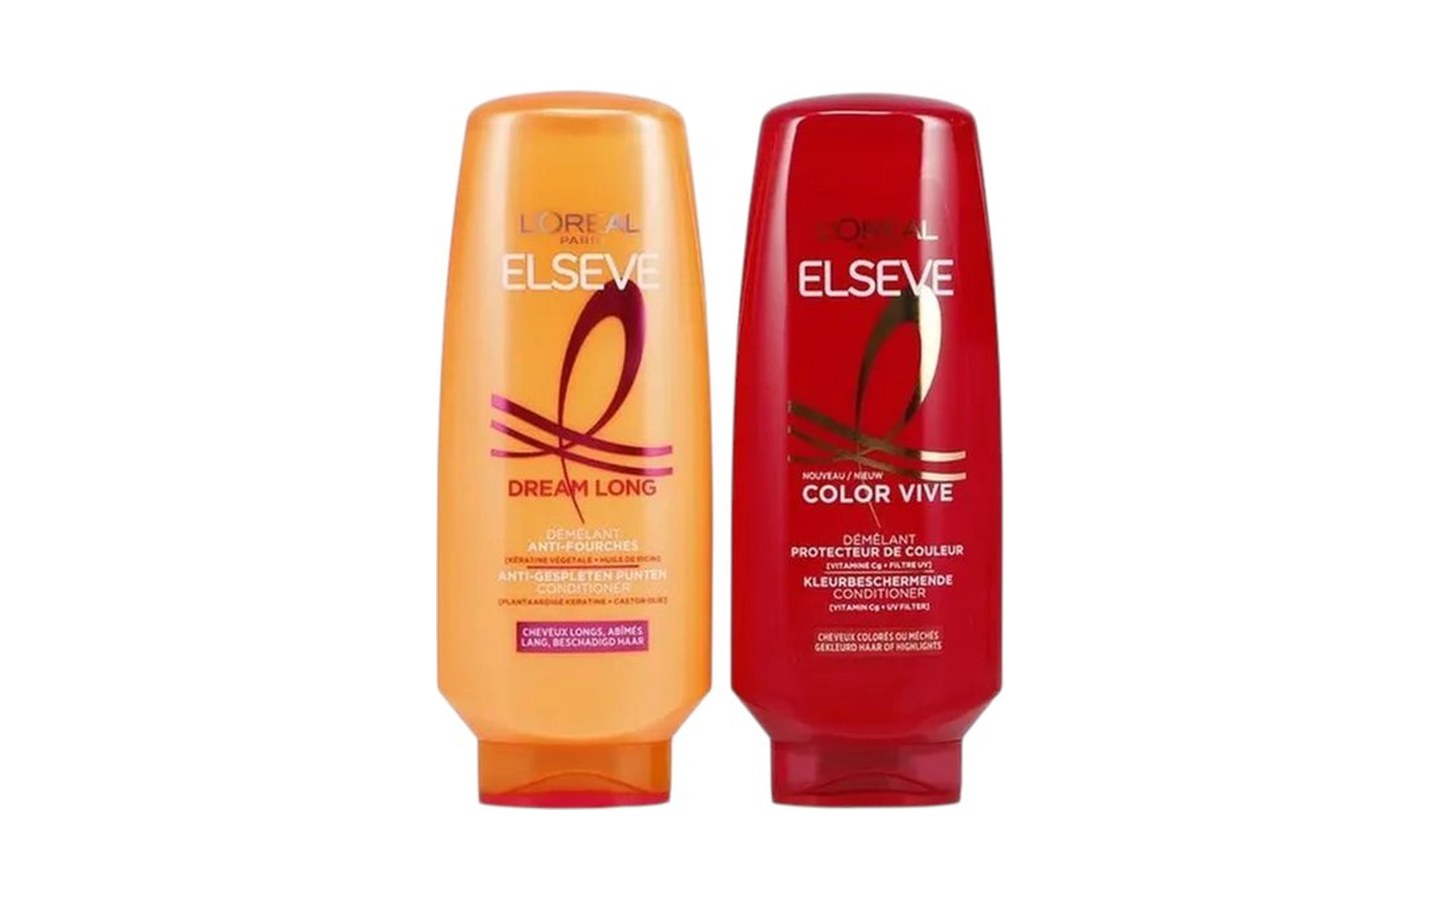 L'ORÉAL
PARIS
ELSEVE
DREAM LONG
DÉMÊLANT
ANTI-FOURCHES
[KÉRATINE VÉGÉTALE + HUILE DE RICIN]
ANTI-GESPLETEN PUNTEN
CONDITIONER
[PLANTAARDIGE KERATINE + CASTOR OLIE]
CHEVEUX LONGS, ABÎMÉS
LANG, BESCHADIGD HAAR
L'ORÉAL
ELSEVE
NOUVEAU / NIEUW
COLOR VIVE
DÉMÊLANT
PROTECTEUR DE COULEUR
[VITAMINE Cg + FILTRE UV]
KLEURBESCHERMENDE
CONDITIONER
[VITAMIN Cg + UV FILTER]
CHEVEUX COLORÉS OU MÉCHÉS
GEKLEURD HAAR OF HIGHLIGHTS